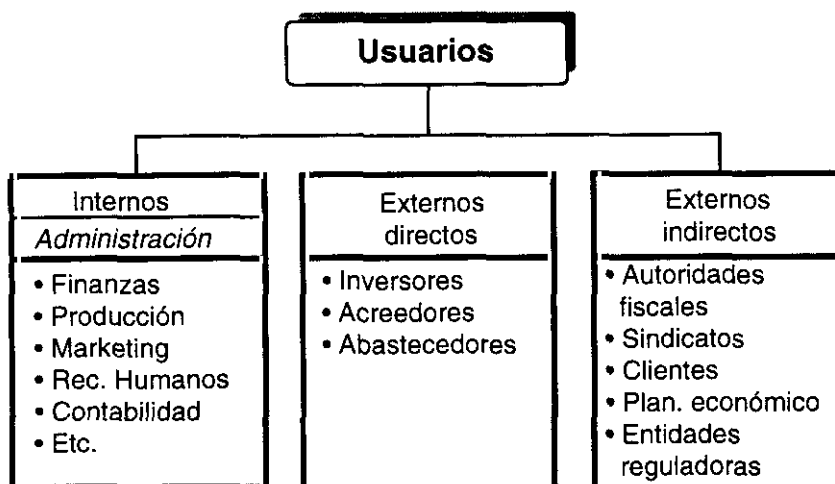 Usuarios
Internos
Administración
• Finanzas
• Producción
• Marketing
• Rec. Humanos
• Contabilidad
• Etc.
Externos
directos
• Inversores
• Acreedores
• Abastecedores
Externos
indirectos
• Autoridades
fiscales
• Sindicatos
• Clientes
• Plan. económico
• Entidades
reguladoras